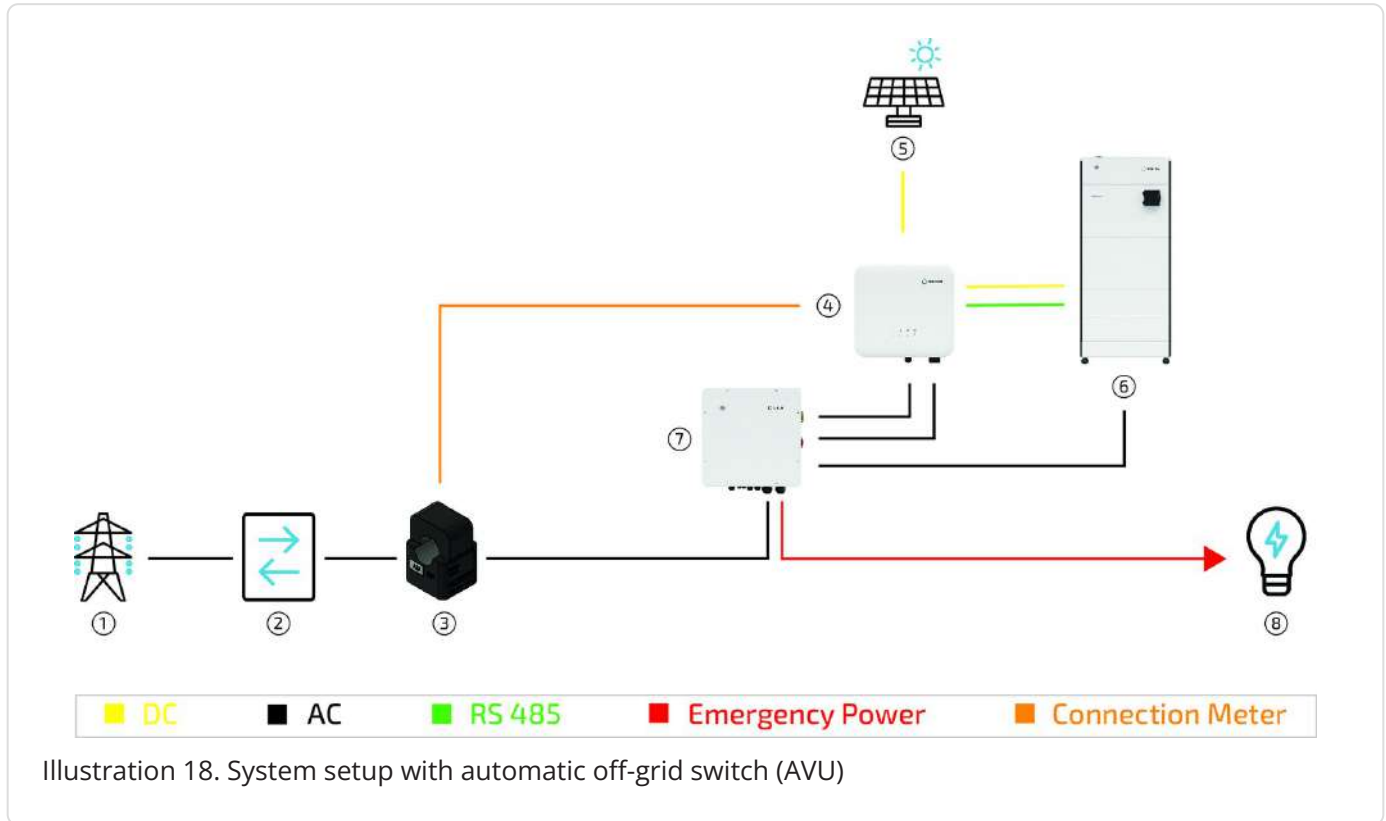 ⑤
④
⑥
⑦
① ② ③ ⑧
DC AC RS 485 Emergency Power Connection Meter
Illustration 18. System setup with automatic off-grid switch (AVU)